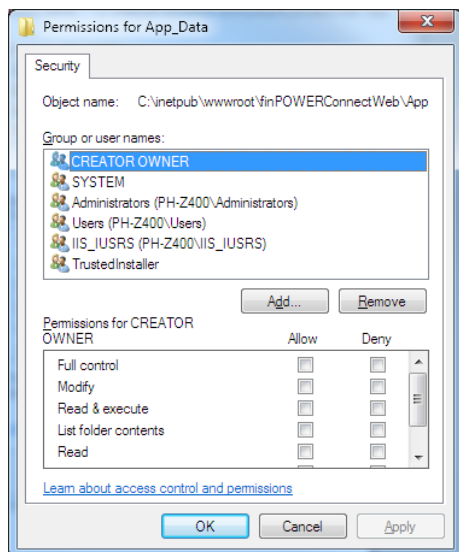 Permissions for App_Data
Security
Object name: C:\inetpub\wwwroot\finPOWERConnectWeb\App
Group or user names:
CREATOR OWNER
SYSTEM
Administrators (PH-Z400\Administrators)
Users (PH-Z400\Users)
IIS_IUSRS (PH-Z400\IIS_IUSRS)
TrustedInstaller
Add... Remove
Permissions for CREATOR
OWNER Allow Deny
Full control
Modify
Read & execute
List folder contents
Read
Learn about access control and permissions
OK Cancel Apply